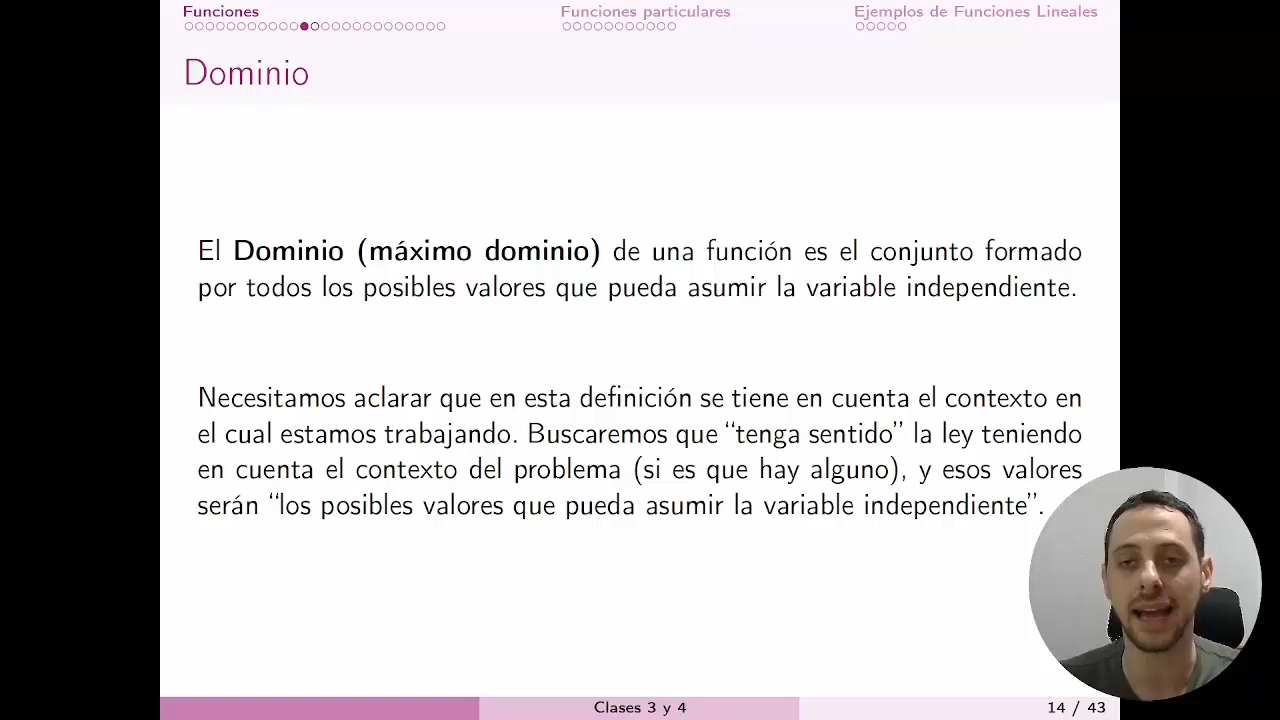 Funciones
Funciones particulares
Ejemplos de Funciones Lineales
Dominio
El Dominio (máximo dominio) de una función es el conjunto formado
por todos los posibles valores que pueda asumir la variable independiente.
Necesitamos aclarar que en esta definición se tiene en cuenta el contexto en
el cual estamos trabajando. Buscaremos que “tenga sentido” la ley teniendo
en cuenta el contexto del problema (si es que hay alguno), y esos valores
serán “los posibles valores que pueda asumir la variable independiente”.
Clases 3 y 4
14 / 43